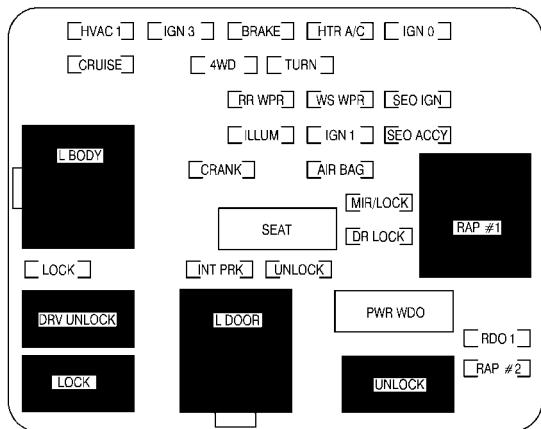 HVAC 1 IGN 3 BRAKE HTR A/C IGN 0
CRUISE 4WD TURN
RR WPR WS WPR SEO IGN
ILLUM IGN 1 SEO ACCY
L BODY
CRANK AIR BAG
MIR/LOCK
SEAT RAP #1
DR LOCK
LOCK INT PRK UNLOCK
DRV UNLOCK L DOOR PWR WDO
RDO 1
RAP #2
LOCK UNLOCK